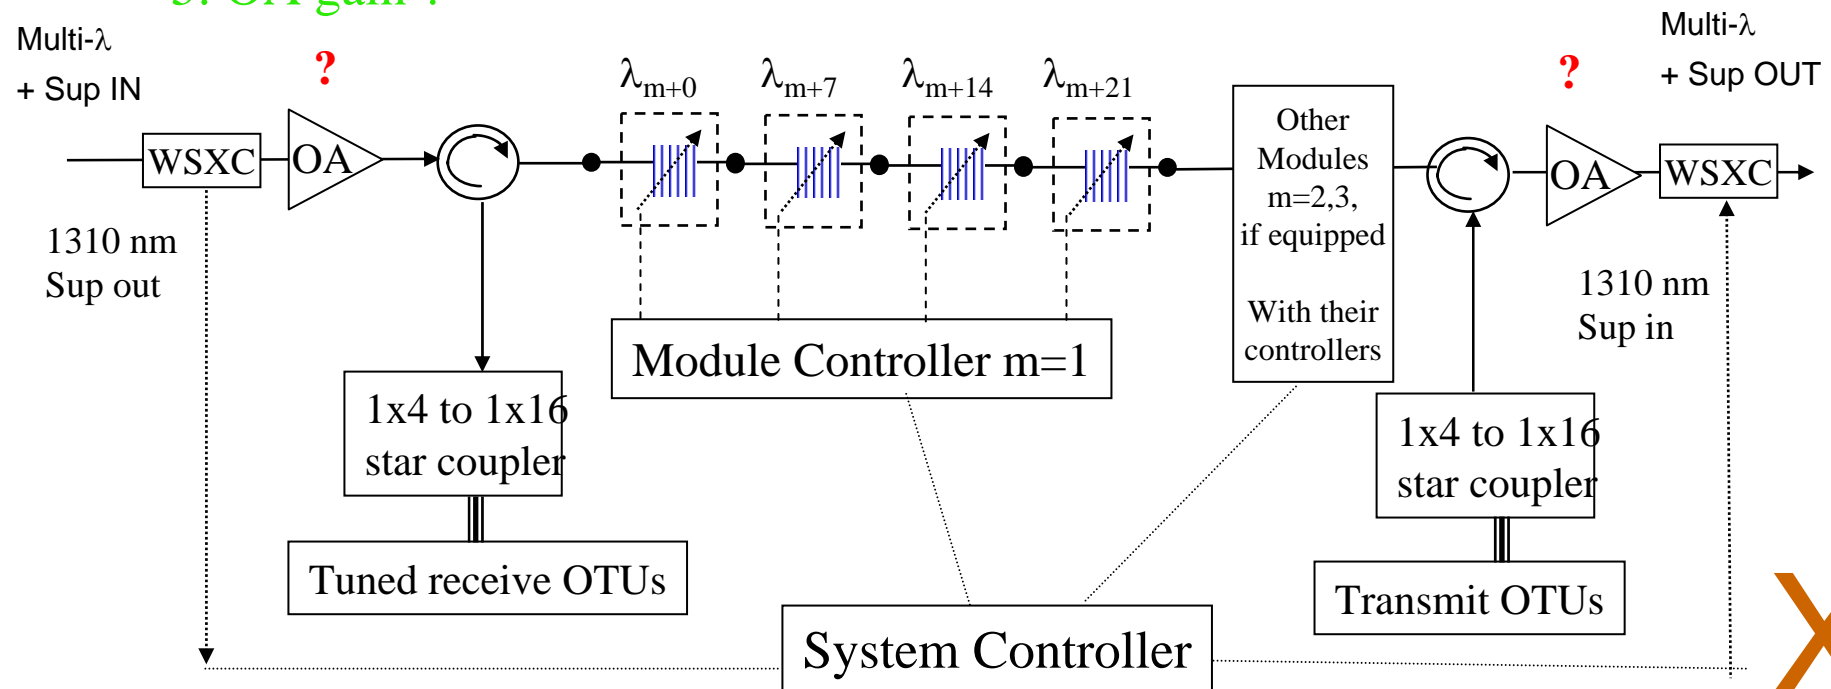 Multi-λ
+ Sup IN
?
λm+0
λm+7
λm+14
λm+21
?
Multi-λ
+ Sup OUT
WSXC
OA
Other
Modules
m=2,3,
if equipped
With their
controllers
OA
WSXC
1310 nm
Sup out
1310 nm
Sup in
Module Controller m=1
1x4 to 1x16
star coupler
1x4 to 1x16
star coupler
Tuned receive OTUs
Transmit OTUs
System Controller